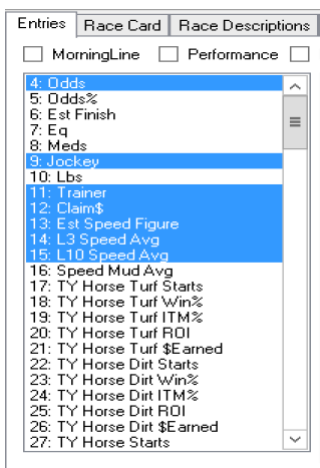 Entries Race Card Race Descriptions
MorningLine Performance
4: Odds
5: Odds%
6: Est Finish
7: Eq
8: Meds
9: Jockey
10: Lbs
11: Trainer
12: Claim$
13: Est Speed Figure
14: L3 Speed Avg
15: L10 Speed Avg
16: Speed Mud Avg
17: TY Horse Turf Starts
18: TY Horse Turf Win%
19: TY Horse Turf ITM%
20: TY Horse Turf ROI
21: TY Horse Turf $Earned
22: TY Horse Dirt Starts
23: TY Horse Dirt Win%
24: TY Horse Dirt ITM%
25: TY Horse Dirt ROI
26: TY Horse Dirt $Earned
27: TY Horse Starts